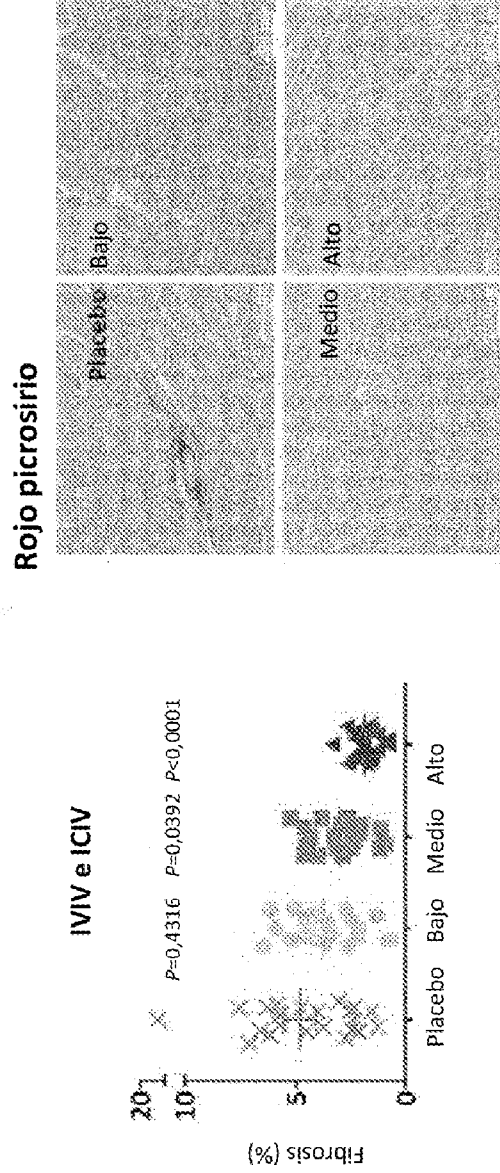 IVIV e ICIV
P=0,4316 P=0,0392 P<0,0001
20
10
5
0
Fibrosis (%)
Placebo Bajo Medio Alto
Rojo picrosirio
Placebo Bajo
Medio Alto